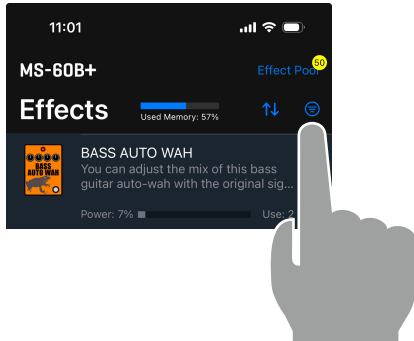 11:01
MS-60B+
Effect Pool
50
Effects
Used Memory: 57%
BASS
AUTO WAH
BASS AUTO WAH
You can adjust the mix of this bass
guitar auto-wah with the original sig...
Power: 7%
Use: 2